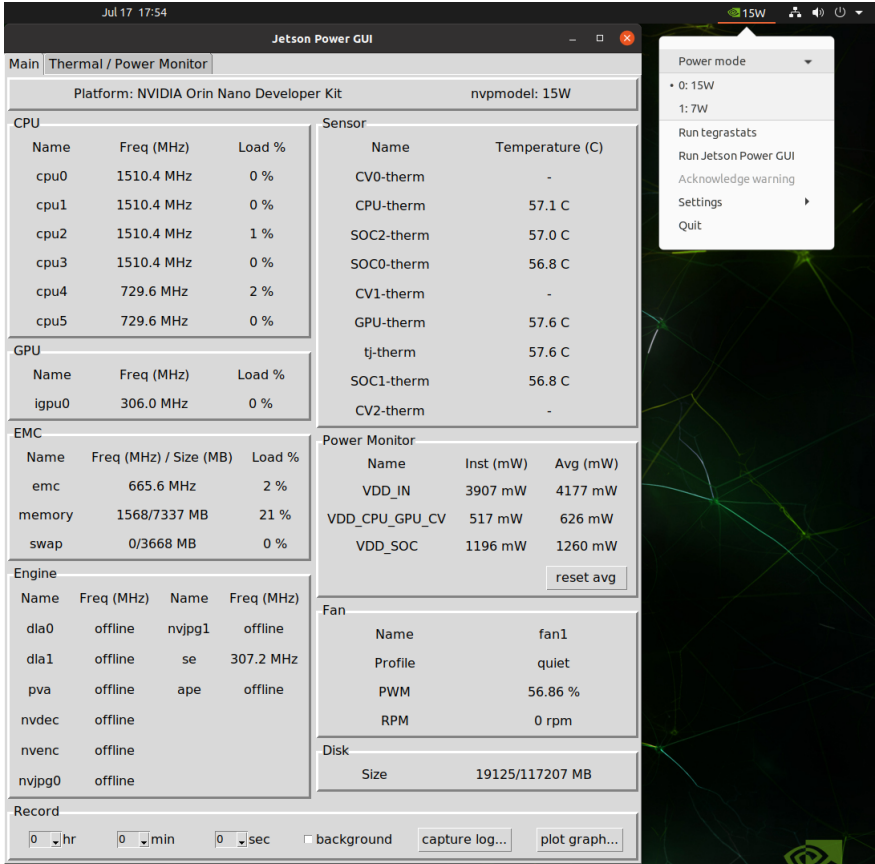 Jul 17 17:54
15W
Jetson Power GUI
Main Thermal / Power Monitor
Platform: NVIDIA Orin Nano Developer Kit nvpmodel: 15W
CPU
Name Freq (MHz) Load %
cpu0 1510.4 MHz 0 %
cpu1 1510.4 MHz 0 %
cpu2 1510.4 MHz 1 %
cpu3 1510.4 MHz 0 %
cpu4 729.6 MHz 2 %
cpu5 729.6 MHz 0 %
GPU
Name Freq (MHz) Load %
igpu0 306.0 MHz 0 %
EMC
Name Freq (MHz) / Size (MB) Load %
emc 665.6 MHz 2 %
memory 1568/7337 MB 21 %
swap 0/3668 MB 0 %
Engine
Name Freq (MHz) Name Freq (MHz)
dla0 offline nvjpg1 offline
dla1 offline se 307.2 MHz
pva offline ape offline
nvdec offline
nvenc offline
nvjpg0 offline
Sensor
Name Temperature (C)
CV0-therm -
CPU-therm 57.1 C
SOC2-therm 57.0 C
SOC0-therm 56.8 C
CV1-therm -
GPU-therm 57.6 C
tj-therm 57.6 C
SOC1-therm 56.8 C
CV2-therm -
Power Monitor
Name Inst (mW) Avg (mW)
VDD_IN 3907 mW 4177 mW
VDD_CPU_GPU_CV 517 mW 626 mW
VDD_SOC 1196 mW 1260 mW
reset avg
Fan
Name fan1
Profile quiet
PWM 56.86 %
RPM 0 rpm
Disk
Size 19125/117207 MB
Record
0 hr 0 min 0 sec background capture log... plot graph...
Power mode
• 0: 15W
1: 7W
Run tegrastats
Run Jetson Power GUI
Acknowledge warning
Settings
Quit